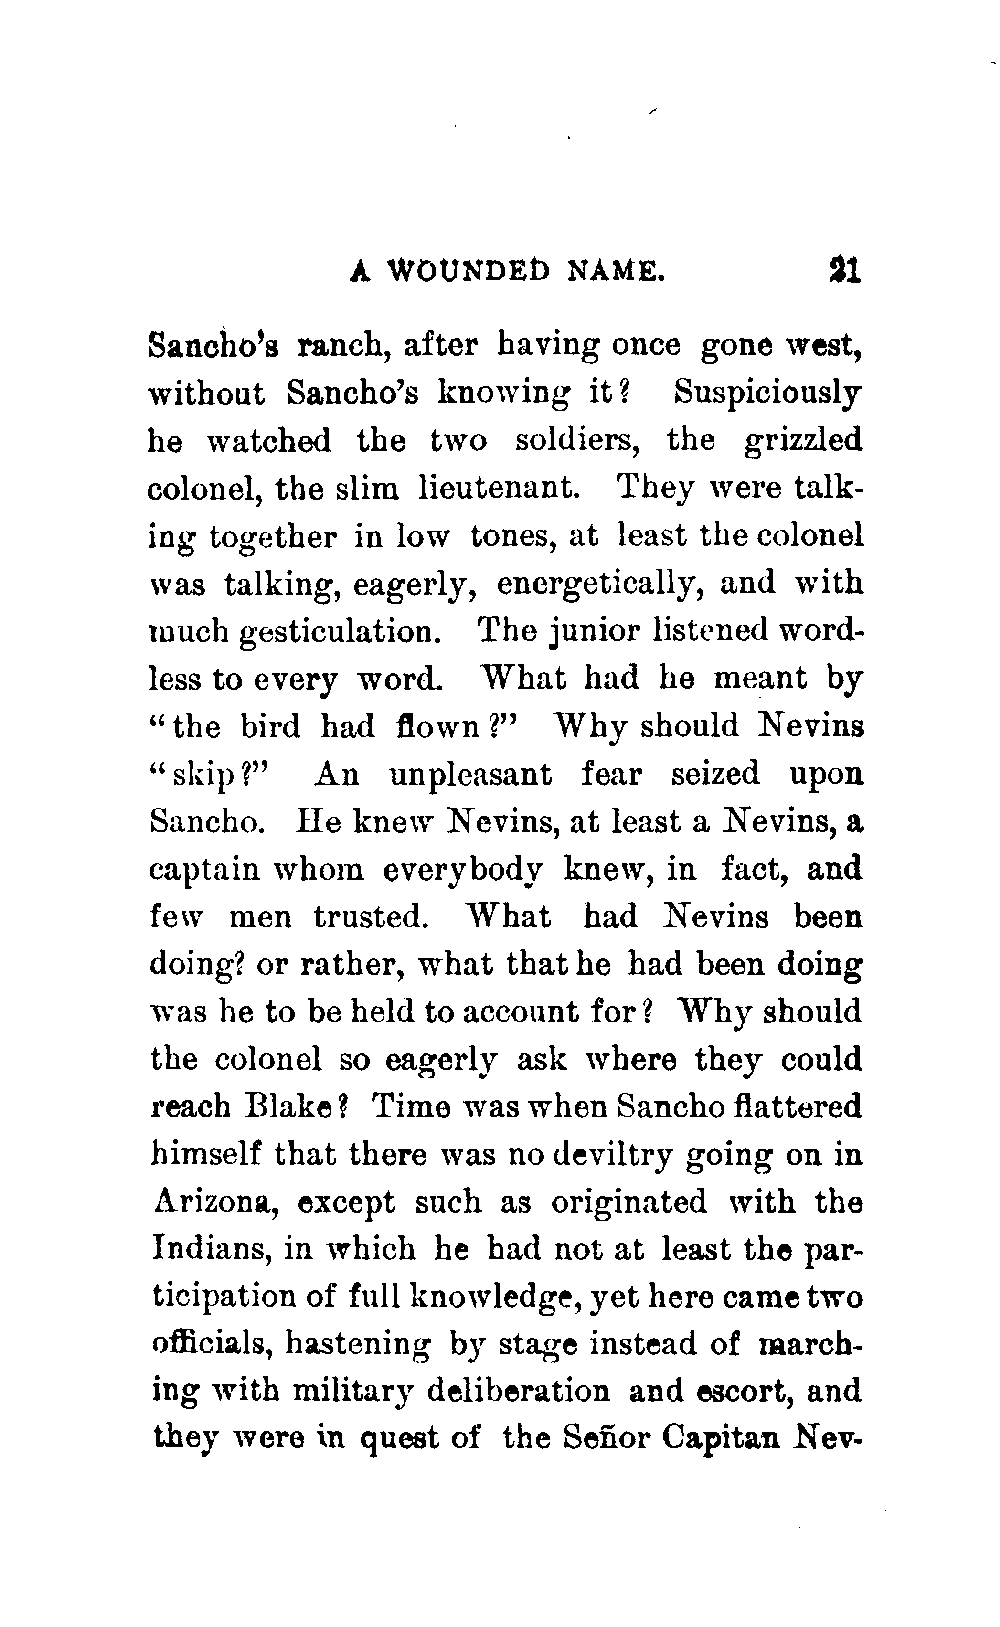 A WOUNDED NAME. 21
Sancho's ranch, after having once gone west,
without Sancho's knowing it? Suspiciously
he watched the two soldiers, the grizzled
colonel, the slim lieutenant. They were talk-
ing together in low tones, at least the colonel
was talking, eagerly, energetically, and with
much gesticulation. The junior listened word-
less to every word. What had he meant by
"the bird had flown?" Why should Nevins
"skip?" An unpleasant fear seized upon
Sancho. He knew Nevins, at least a Nevins, a
captain whom everybody knew, in fact, and
few men trusted. What had Nevins been
doing? or rather, what that he had been doing
was he to be held to account for? Why should
the colonel so eagerly ask where they could
reach Blake? Time was when Sancho flattered
himself that there was no deviltry going on in
Arizona, except such as originated with the
Indians, in which he had not at least the par-
ticipation of full knowledge, yet here came two
officials, hastening by stage instead of march-
ing with military deliberation and escort, and
they were in quest of the Señor Capitan Nev-